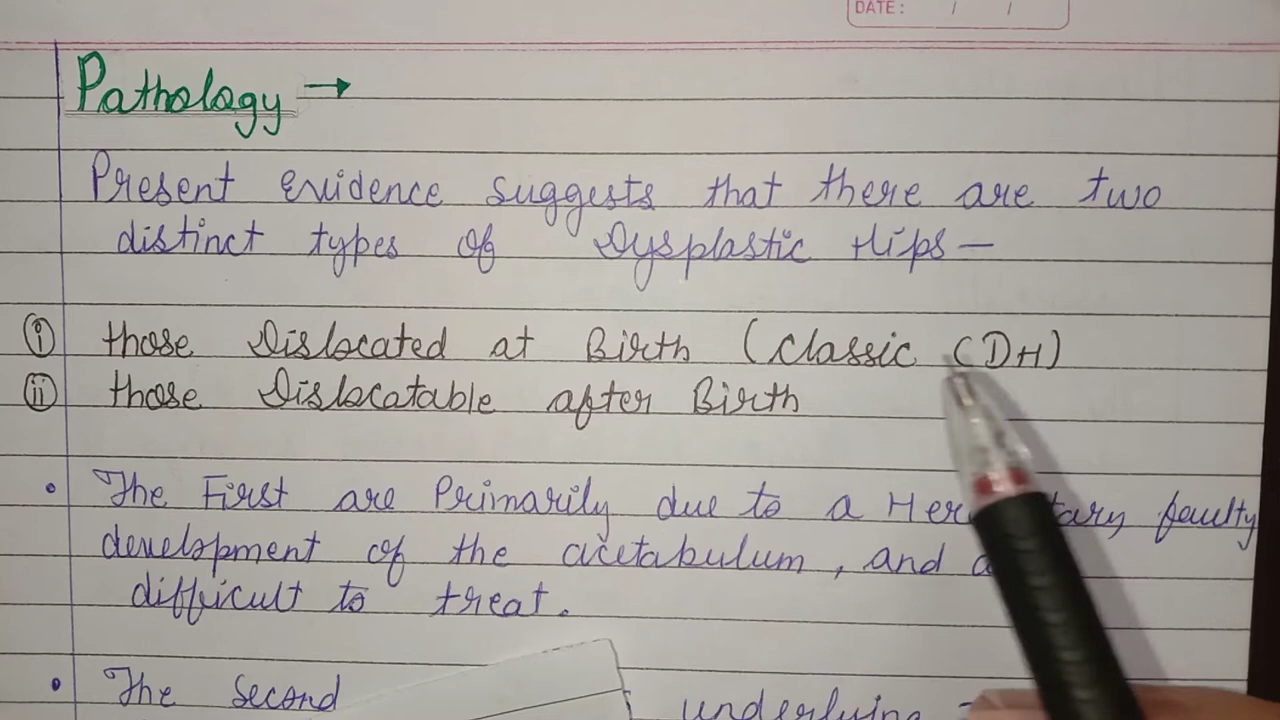 DATE: / /
Pathology →
Present evidence suggests that there are two
distinct types of Dysplastic Hips —
(i) those Dislocated at Birth (classic CDH)
(ii) those Dislocatable after Birth
• The First are Primarily due to a faulty
development of the acetabulum, and
difficult to treat.
• The Second underlying